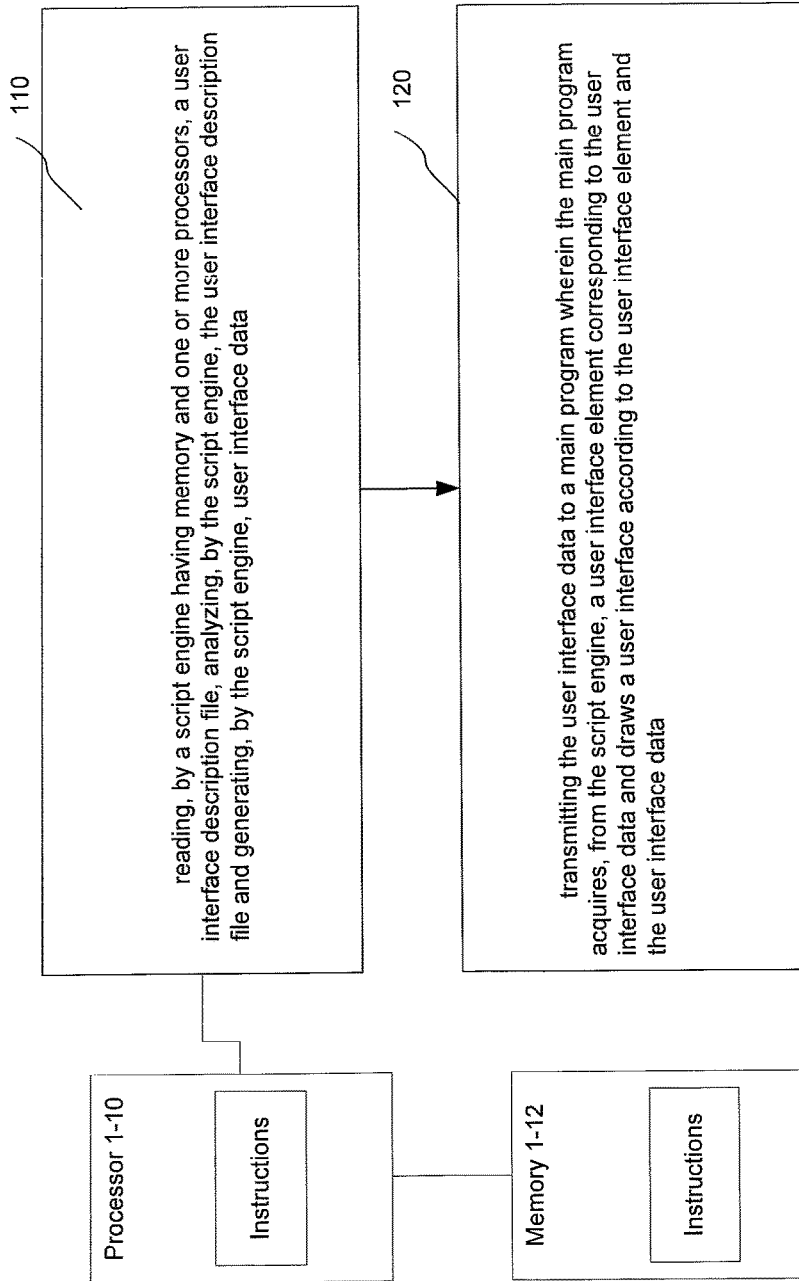 Processor 1-10
Instructions
Memory 1-12
Instructions
110
reading, by a script engine having memory and one or more processors, a user
interface description file, analyzing, by the script engine, the user interface description
file and generating, by the script engine, user interface data
120
transmitting the user interface data to a main program wherein the main program
acquires, from the script engine, a user interface element corresponding to the user
interface data and draws a user interface according to the user interface element and
the user interface data